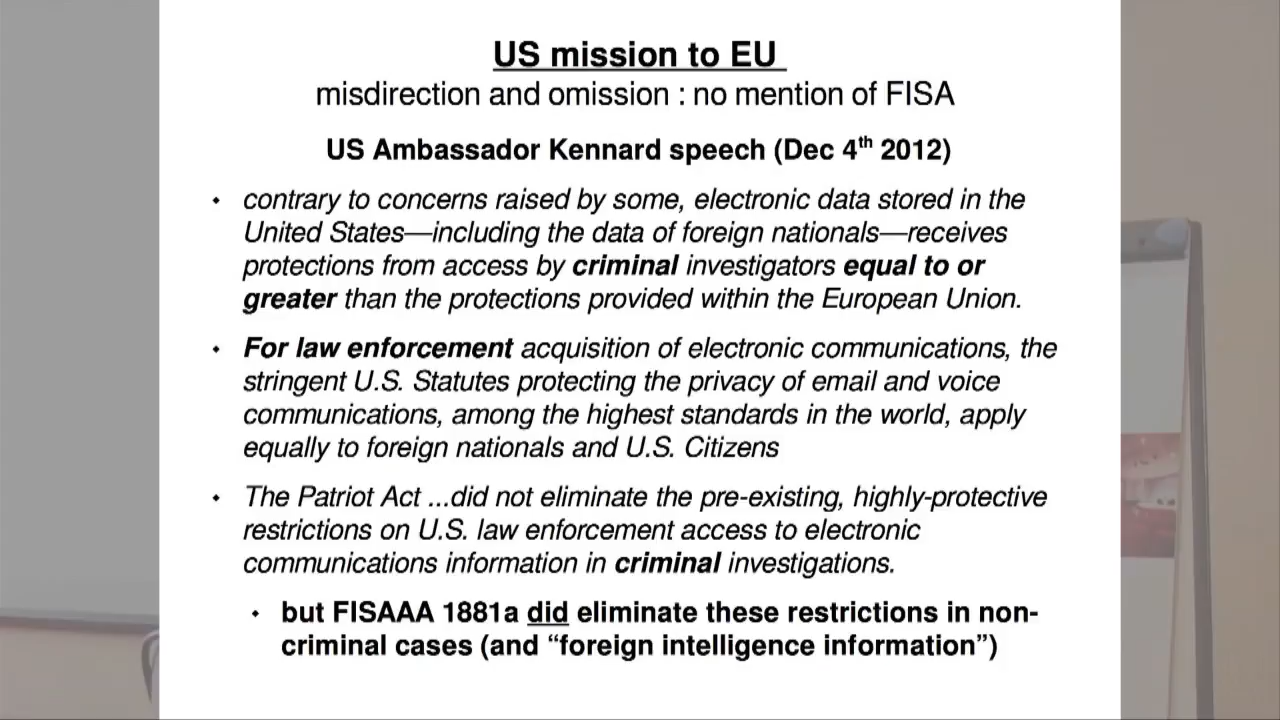 US mission to EU
misdirection and omission : no mention of FISA
US Ambassador Kennard speech (Dec 4th 2012)
• contrary to concerns raised by some, electronic data stored in the
United States—including the data of foreign nationals—receives
protections from access by criminal investigators equal to or
greater than the protections provided within the European Union.
• For law enforcement acquisition of electronic communications, the
stringent U.S. Statutes protecting the privacy of email and voice
communications, among the highest standards in the world, apply
equally to foreign nationals and U.S. Citizens
• The Patriot Act ...did not eliminate the pre-existing, highly-protective
restrictions on U.S. law enforcement access to electronic
communications information in criminal investigations.
• but FISAAA 1881a did eliminate these restrictions in non-
criminal cases (and “foreign intelligence information”)